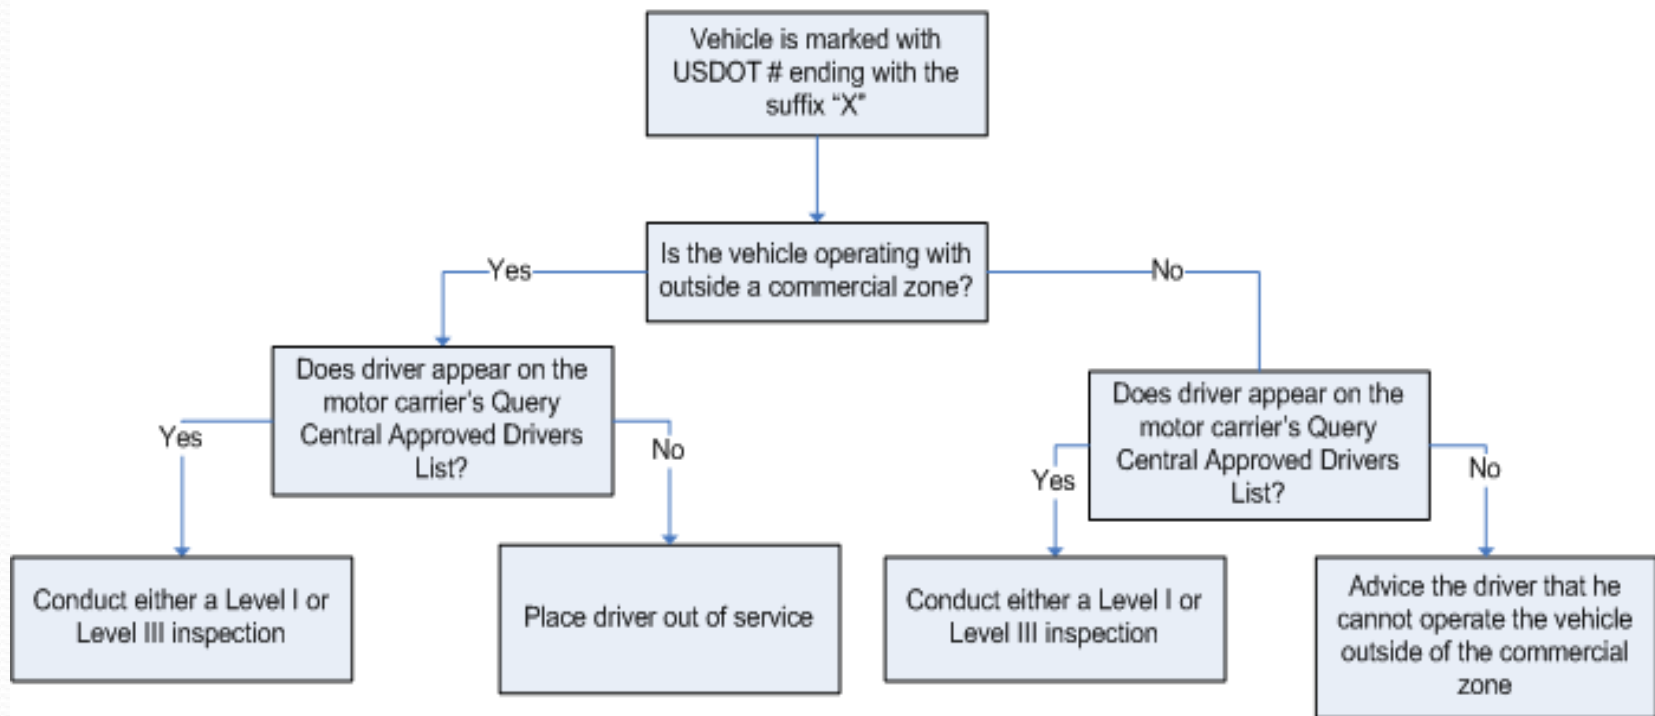 Vehicle is marked with
USDOT # ending with the
suffix “X”
Is the vehicle operating with
outside a commercial zone?
Yes
No
Does driver appear on the
motor carrier's Query
Central Approved Drivers
List?
Does driver appear on the
motor carrier's Query
Central Approved Drivers
List?
Yes
No
Yes
No
Conduct either a Level I or
Level III inspection
Place driver out of service
Conduct either a Level I or
Level III inspection
Advice the driver that he
cannot operate the vehicle
outside of the commercial
zone